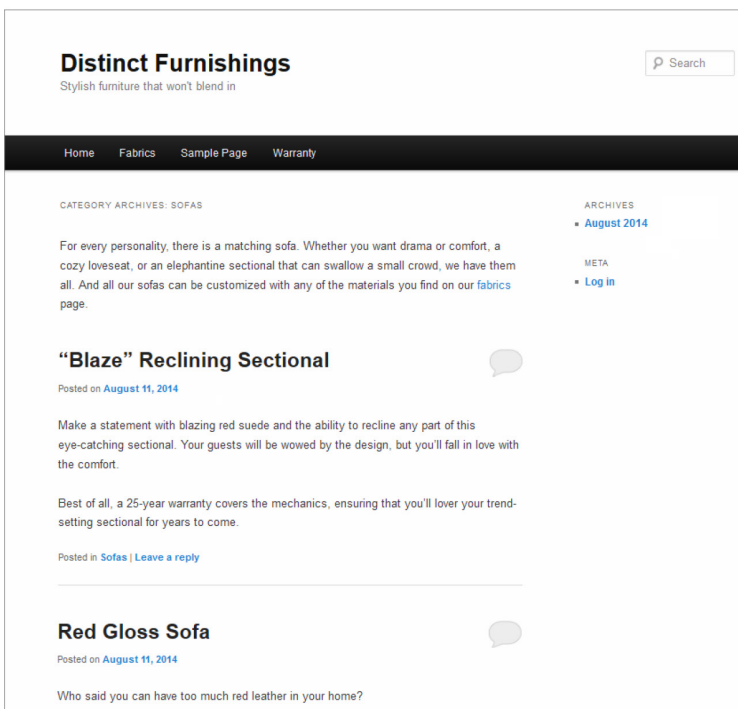 Distinct Furnishings
Stylish furniture that won't blend in
Search
Home Fabrics Sample Page Warranty
CATEGORY ARCHIVES: SOFAS
For every personality, there is a matching sofa. Whether you want drama or comfort, a
cozy loveseat, or an elephantine sectional that can swallow a small crowd, we have them
all. And all our sofas can be customized with any of the materials you find on our fabrics
page.
“Blaze” Reclining Sectional
Posted on August 11, 2014
Make a statement with blazing red suede and the ability to recline any part of this
eye-catching sectional. Your guests will be wowed by the design, but you’ll fall in love with
the comfort.
Best of all, a 25-year warranty covers the mechanics, ensuring that you’ll lover your trend-
setting sectional for years to come.
Posted in Sofas | Leave a reply
Red Gloss Sofa
Posted on August 11, 2014
Who said you can have too much red leather in your home?
ARCHIVES
August 2014
META
Log in